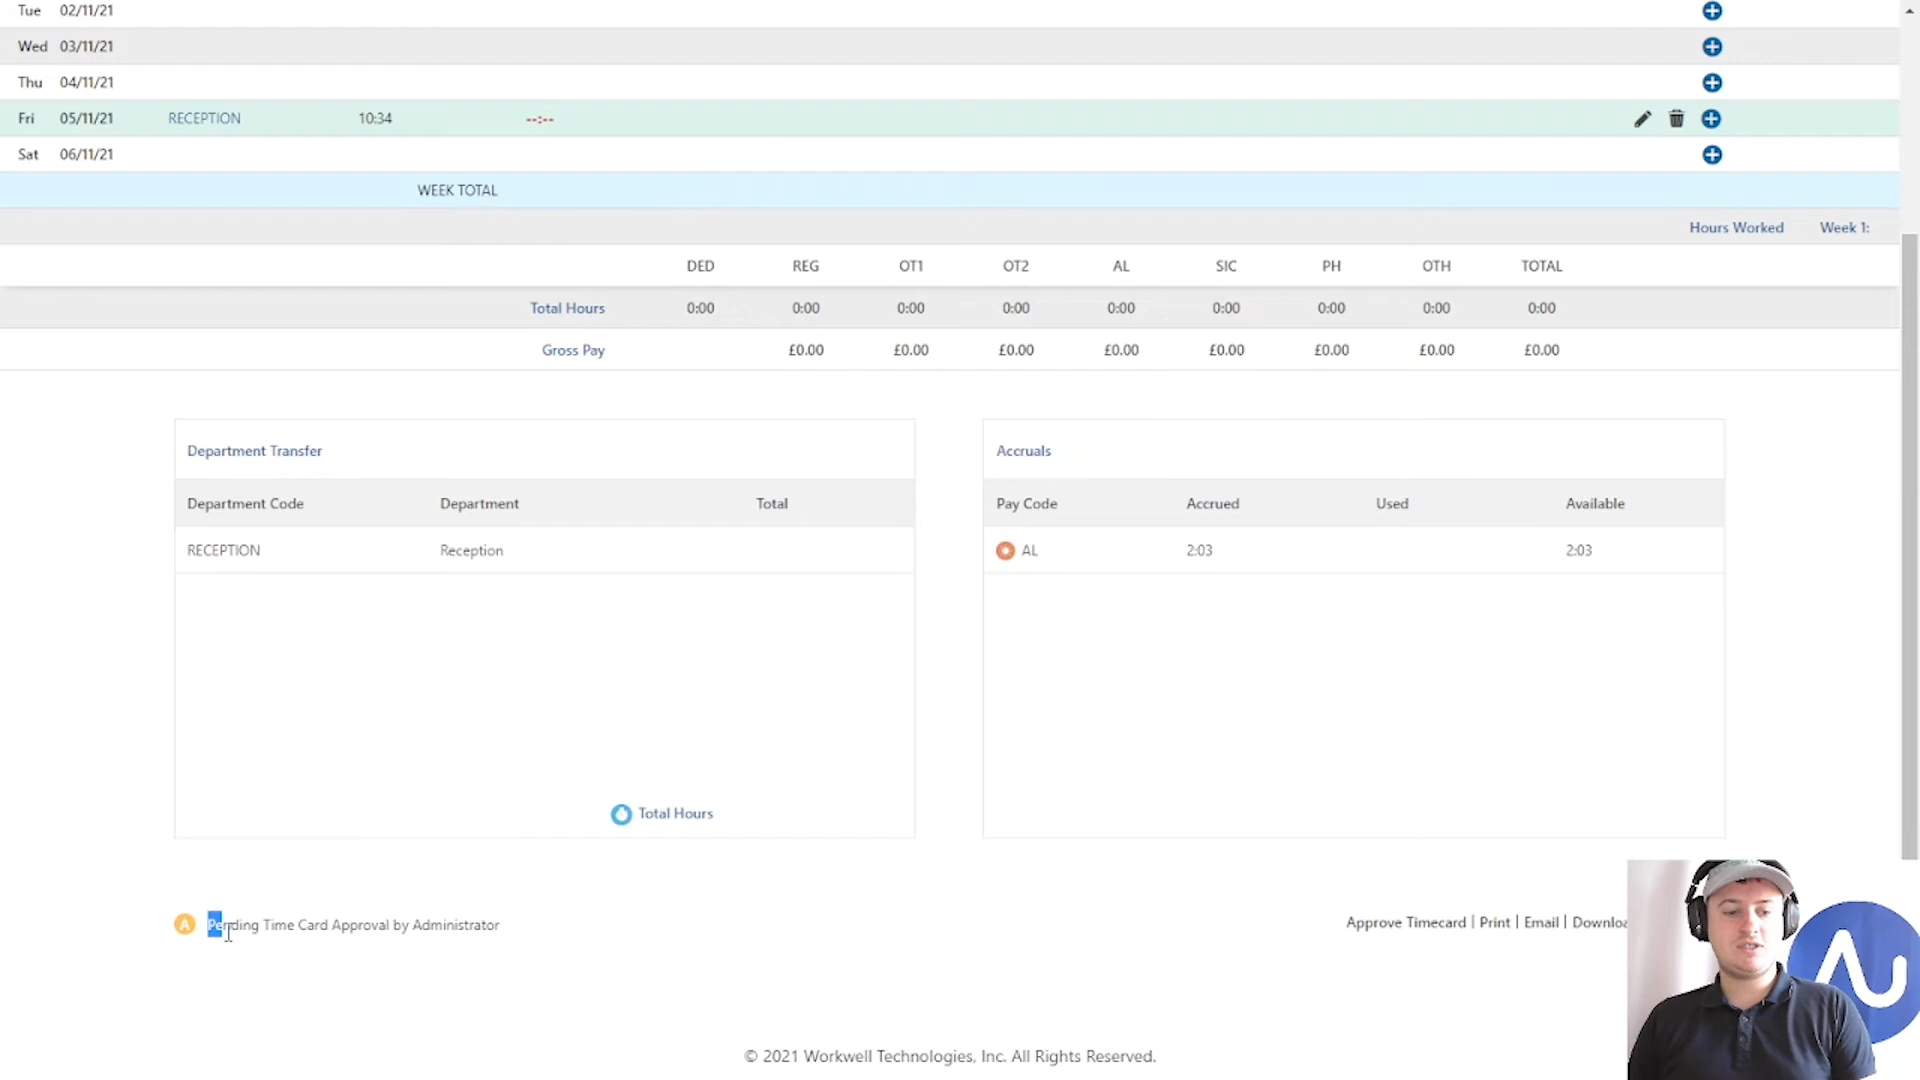 Tue 02/11/21
Wed 03/11/21
Thu 04/11/21
Fri 05/11/21 RECEPTION 10:34 --:--
Sat 06/11/21
WEEK TOTAL
Hours Worked Week 1:
DED REG OT1 OT2 AL SIC PH OTH TOTAL
Total Hours 0:00 0:00 0:00 0:00 0:00 0:00 0:00 0:00 0:00
Gross Pay £0.00 £0.00 £0.00 £0.00 £0.00 £0.00 £0.00 £0.00
Department Transfer
Department Code Department Total
RECEPTION Reception
Total Hours
Accruals
Pay Code Accrued Used Available
AL 2:03 2:03
A Pending Time Card Approval by Administrator
Approve Timecard | Print | Email | Downloa
© 2021 Workwell Technologies, Inc. All Rights Reserved.